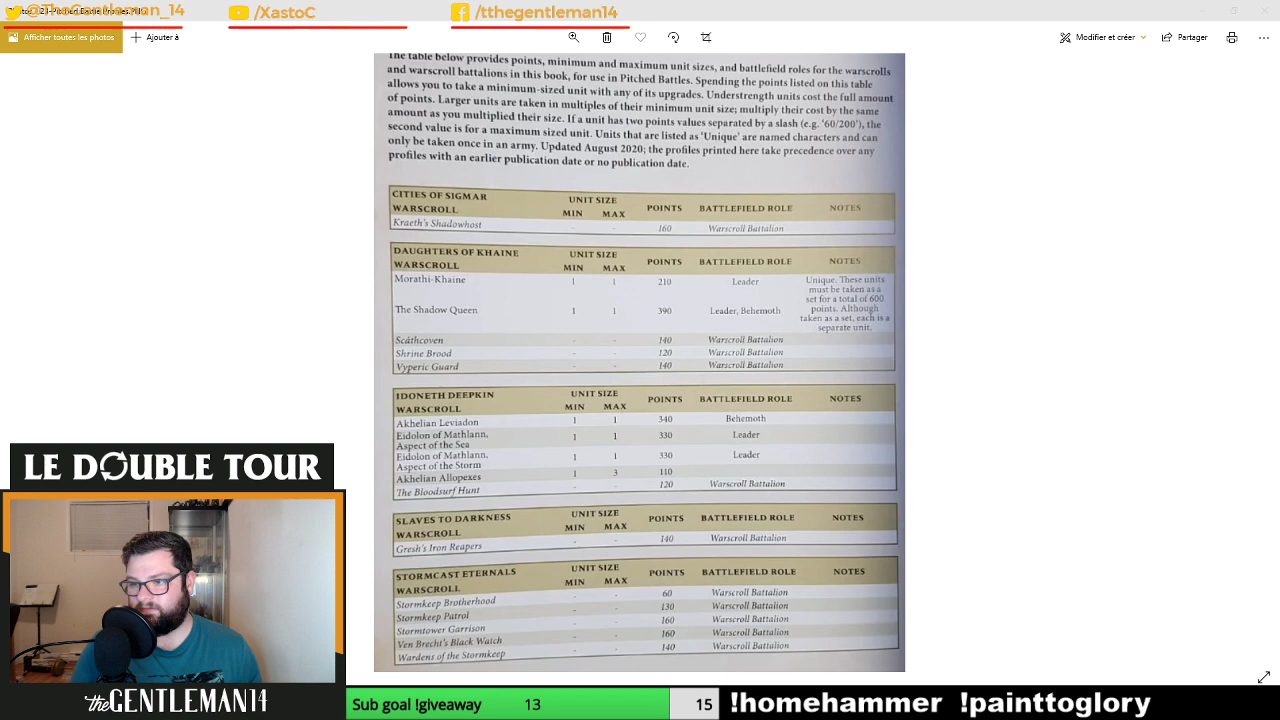 @TheGentleman_14
/XastoC
/tthegentleman14
Afficher toutes les photos
Ajouter à
Modifier et créer
Partager
The table below provides points, minimum and maximum unit sizes, and battlefield roles for the warscrolls
and warscroll battalions in this book, for use in Pitched Battles. Spending the points listed on this table
allows you to take a minimum-sized unit with any of its upgrades. Understrength units cost the full amount
of points. Larger units are taken in multiples of their minimum unit size; multiply their cost by the same
amount as you multiplied their size. If a unit has two points values separated by a slash (e.g. '60/200'), the
second value is for a maximum sized unit. Units that are listed as 'Unique' are named characters and can
only be taken once in an army. Updated August 2020; the profiles printed here take precedence over any
profiles with an earlier publication date or no publication date.
CITIES OF SIGMAR UNIT SIZE
WARSCROLL MIN MAX POINTS BATTLEFIELD ROLE NOTES
Kraeth's Shadowhost - - 160 Warscroll Battalion
DAUGHTERS OF KHAINE UNIT SIZE
WARSCROLL MIN MAX POINTS BATTLEFIELD ROLE NOTES
Morathi-Khaine 1 1 210 Leader
The Shadow Queen 1 1 390 Leader, Behemoth
Unique. These units
must be taken as a
set for a total of 600
points. Although
taken as a set, each is a
separate unit.
Scáthcoven - - 140 Warscroll Battalion
Shrine Brood - - 120 Warscroll Battalion
Vyperic Guard - - 140 Warscroll Battalion
IDONETH DEEPKIN UNIT SIZE
WARSCROLL MIN MAX POINTS BATTLEFIELD ROLE NOTES
Akhelian Leviadon 1 1 340 Behemoth
Eidolon of Mathlann,
Aspect of the Sea 1 1 330 Leader
Eidolon of Mathlann,
Aspect of the Storm 1 1 330 Leader
Akhelian Allopexes 1 3 110
The Bloodsurf Hunt - - 120 Warscroll Battalion
SLAVES TO DARKNESS UNIT SIZE
WARSCROLL MIN MAX POINTS BATTLEFIELD ROLE NOTES
Gresh's Iron Reapers - - 140 Warscroll Battalion
STORMCAST ETERNALS UNIT SIZE
WARSCROLL MIN MAX POINTS BATTLEFIELD ROLE NOTES
Stormkeep Brotherhood - - 60 Warscroll Battalion
Stormkeep Patrol - - 130 Warscroll Battalion
Stormtower Garrison - - 160 Warscroll Battalion
Ven Brecht's Black Watch - - 160 Warscroll Battalion
Wardens of the Stormkeep - - 140 Warscroll Battalion
LE DOUBLE TOUR
theGENTLEMAN14
Sub goal !giveaway 13 15
!homehammer !painttoglory